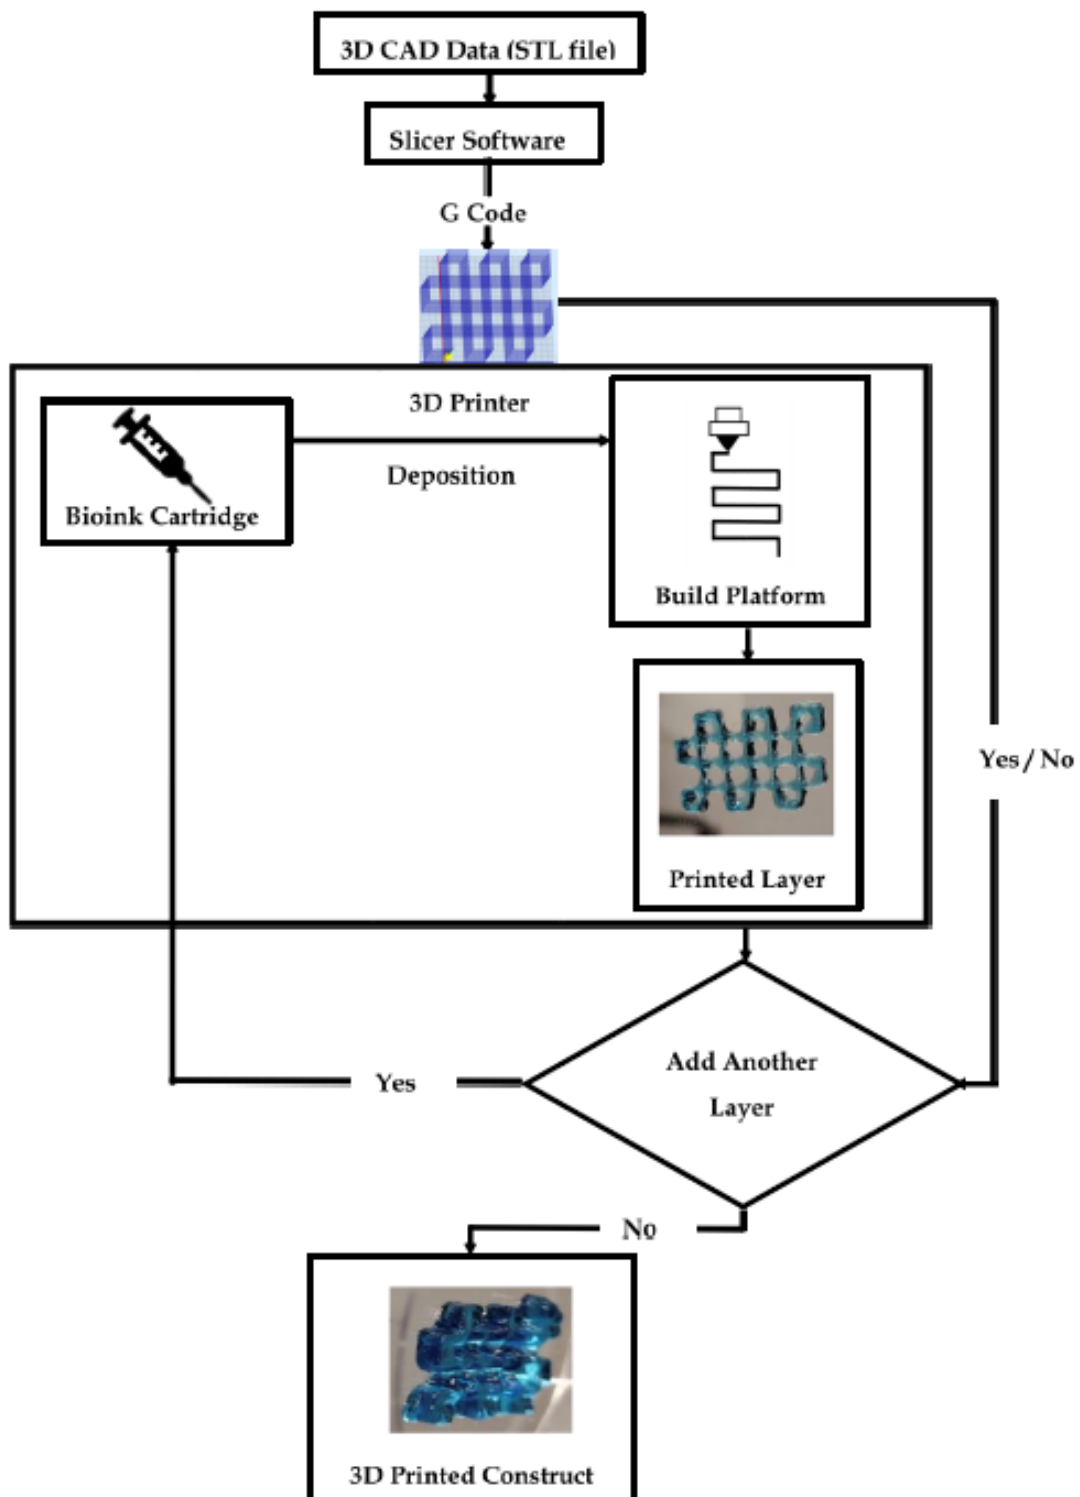 3D CAD Data (STL file)
Slicer Software
G Code
3D Printer
Deposition
Bioink Cartridge
Build Platform
Printed Layer
Yes / No
Add Another
Layer
Yes
No
3D Printed Construct